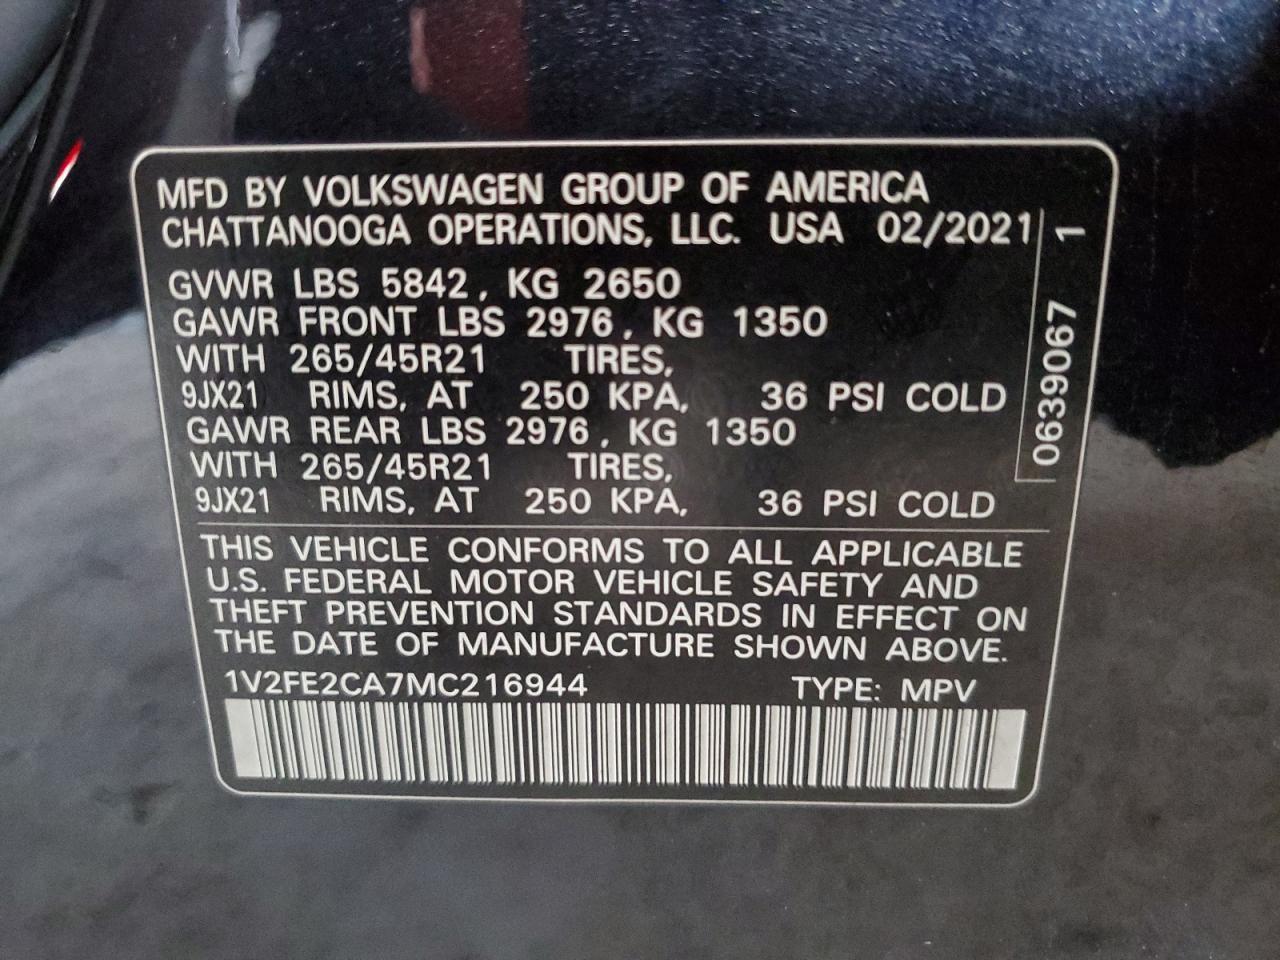 MFD BY VOLKSWAGEN GROUP OF AMERICA
CHATTANOOGA OPERATIONS, LLC. USA 02/2021
GVWR LBS 5842, KG 2650
GAWR FRONT LBS 2976, KG 1350
WITH 265/45R21 TIRES,
9JX21 RIMS, AT 250 KPA, 36 PSI COLD
GAWR REAR LBS 2976, KG 1350
WITH 265/45R21 TIRES,
9JX21 RIMS, AT 250 KPA, 36 PSI COLD
0639067 1
THIS VEHICLE CONFORMS TO ALL APPLICABLE
U.S. FEDERAL MOTOR VEHICLE SAFETY AND
THEFT PREVENTION STANDARDS IN EFFECT ON
THE DATE OF MANUFACTURE SHOWN ABOVE.
1V2FE2CA7MC216944 TYPE: MPV